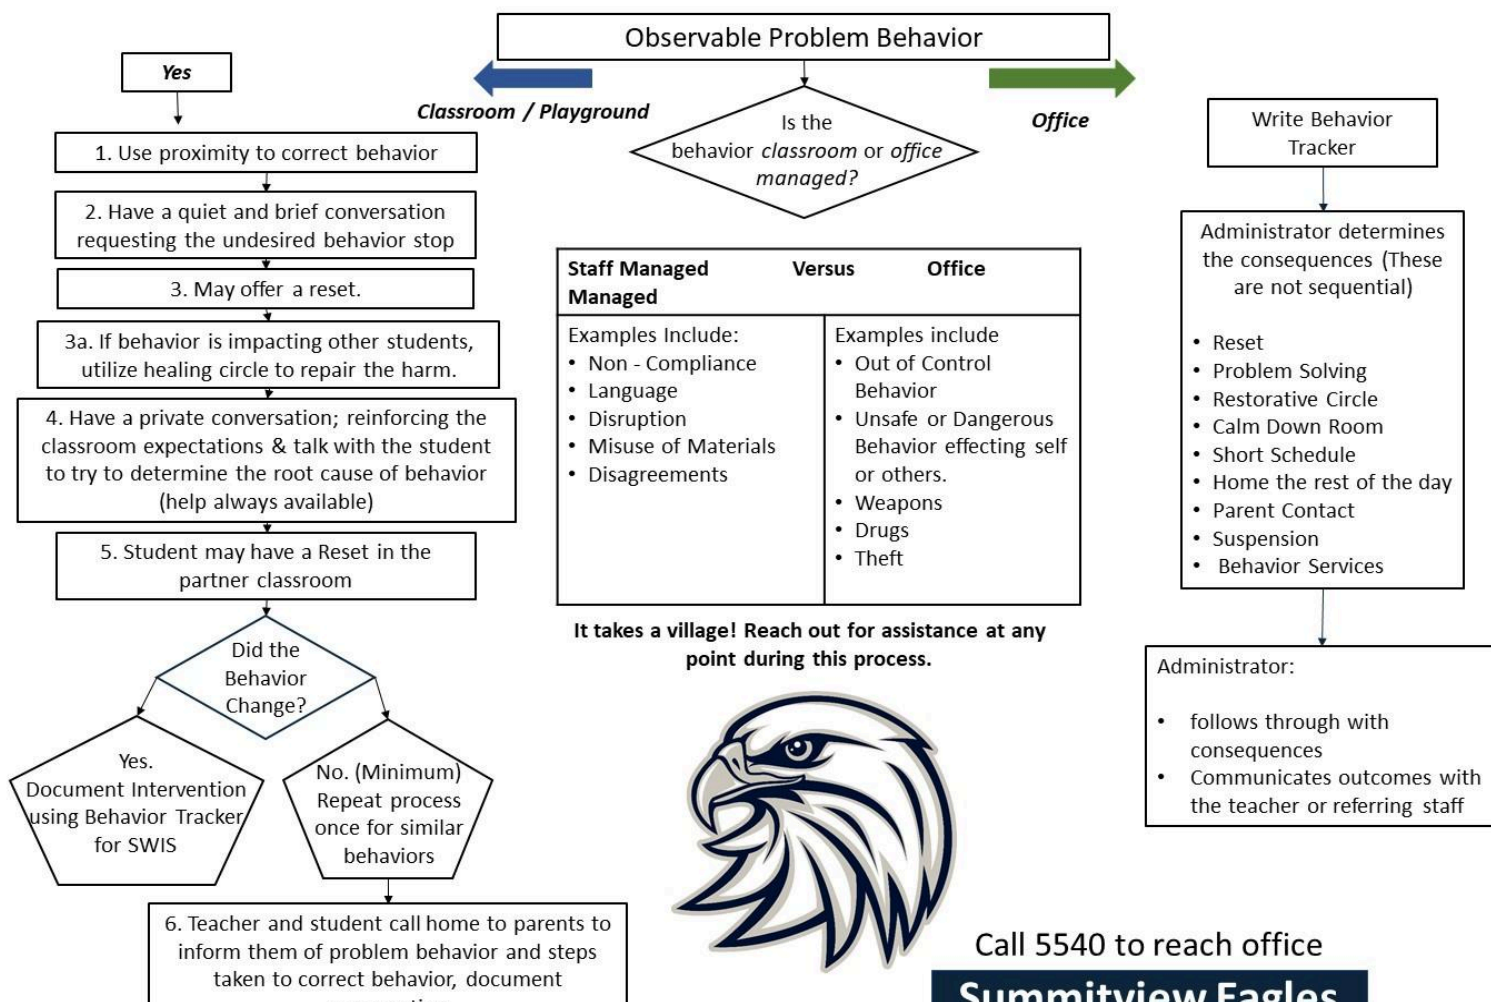 Observable Problem Behavior
Yes
Classroom / Playground
Office
Is the
behavior classroom or office
managed?
1. Use proximity to correct behavior
2. Have a quiet and brief conversation
requesting the undesired behavior stop
3. May offer a reset.
3a. If behavior is impacting other students,
utilize healing circle to repair the harm.
4. Have a private conversation; reinforcing the
classroom expectations & talk with the student
to try to determine the root cause of behavior
(help always available)
5. Student may have a Reset in the
partner classroom
Did the
Behavior
Change?
Yes.
Document Intervention
using Behavior Tracker
for SWIS
No. (Minimum)
Repeat process
once for similar
behaviors
6. Teacher and student call home to parents to
inform them of problem behavior and steps
taken to correct behavior, document
Staff Managed Versus Office
Managed
Examples Include:
• Non - Compliance
• Language
• Disruption
• Misuse of Materials
• Disagreements
Examples include
• Out of Control
Behavior
• Unsafe or Dangerous
Behavior effecting self
or others.
• Weapons
• Drugs
• Theft
It takes a village! Reach out for assistance at any
point during this process.
Write Behavior
Tracker
Administrator determines
the consequences (These
are not sequential)
• Reset
• Problem Solving
• Restorative Circle
• Calm Down Room
• Short Schedule
• Home the rest of the day
• Parent Contact
• Suspension
• Behavior Services
Administrator:
• follows through with
consequences
• Communicates outcomes with
the teacher or referring staff
Call 5540 to reach office
Summitview Eagles